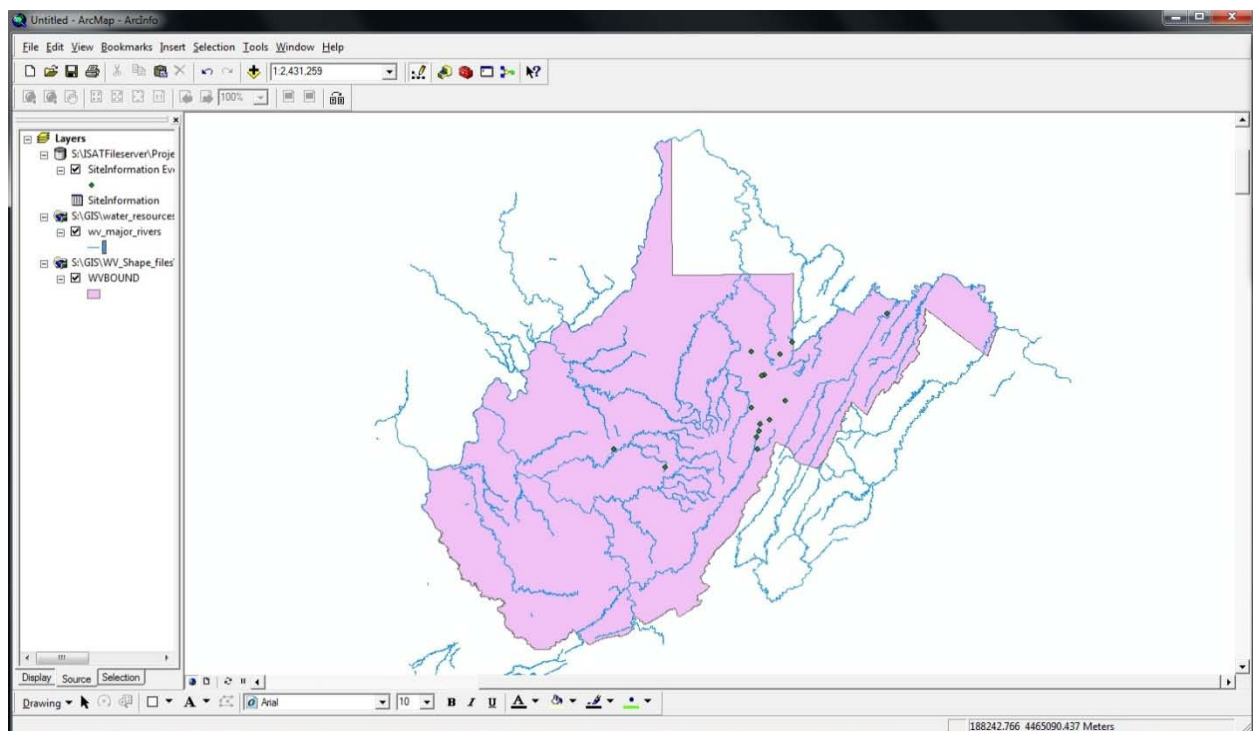 Untitled - ArcMap - ArcInfo
File Edit View Bookmarks Insert Selection Tools Window Help
1:2,431,259
100%
Layers
S:\ISATFileserver\Proje
SiteInformation Eve
SiteInformation
S:\GIS\water_resources
wv_major_rivers
S:\GIS\WV_Shape_files
WVBOUND
Display Source Selection
Drawing A Arial 10 B I U A
188242.766 4465090.437 Meters